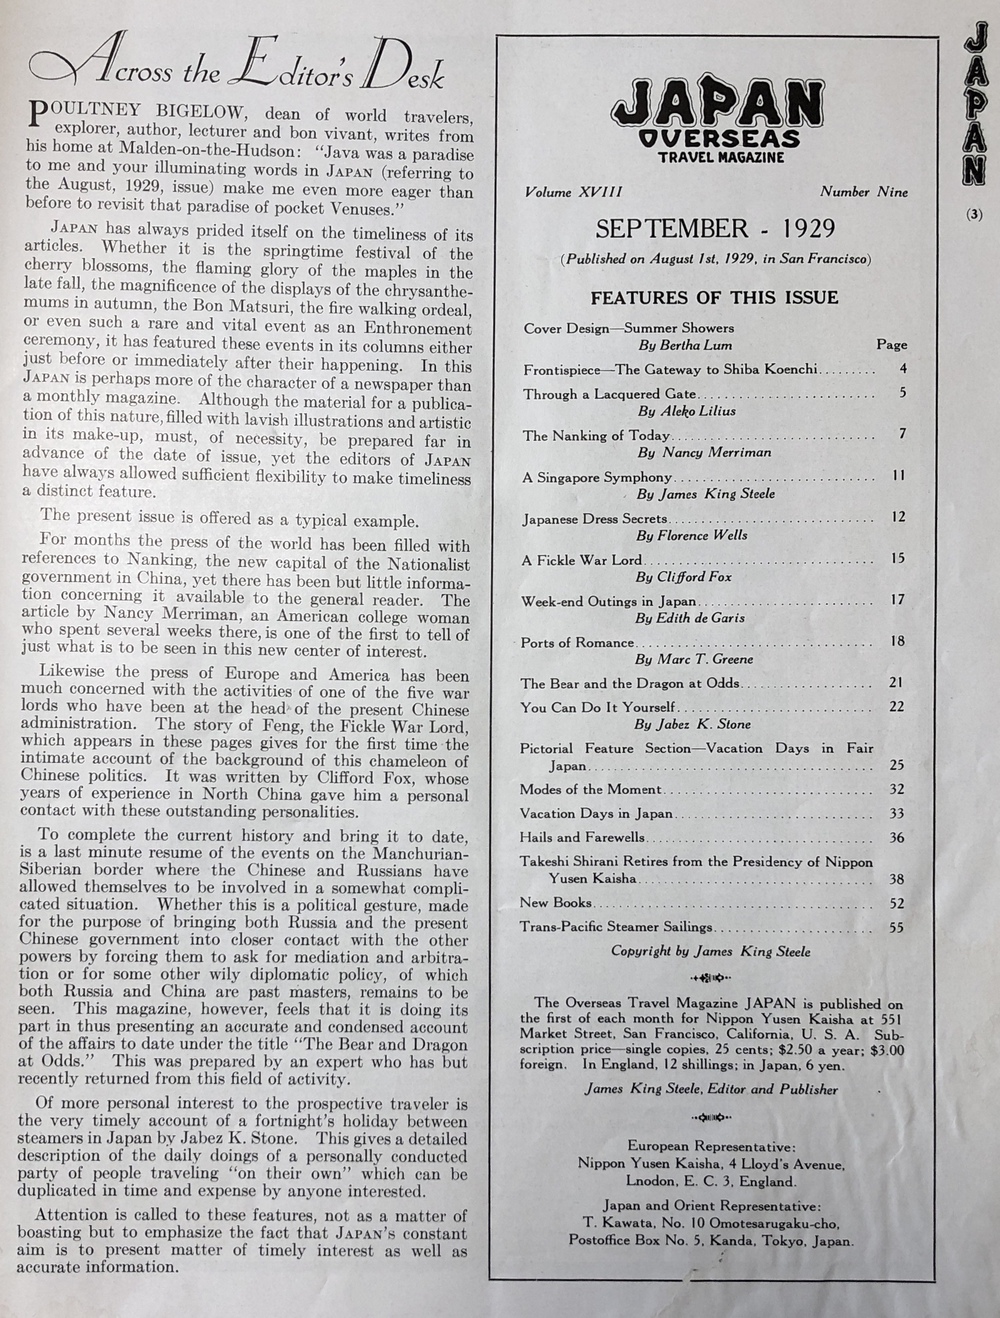 Across the Editor's Desk
POULTNEY BIGELOW, dean of world travelers,
explorer, author, lecturer and bon vivant, writes from
his home at Malden-on-the-Hudson: “Java was a paradise
to me and your illuminating words in JAPAN (referring to
the August, 1929, issue) make me even more eager than
before to revisit that paradise of pocket Venuses.”
JAPAN has always prided itself on the timeliness of its
articles. Whether it is the springtime festival of the
cherry blossoms, the flaming glory of the maples in the
late fall, the magnificence of the displays of the chrysanthe-
mums in autumn, the Bon Matsuri, the fire walking ordeal,
or even such a rare and vital event as an Enthronement
ceremony, it has featured these events in its columns either
just before or immediately after their happening. In this
JAPAN is perhaps more of the character of a newspaper than
a monthly magazine. Although the material for a publica-
tion of this nature, filled with lavish illustrations and artistic
in its make-up, must, of necessity, be prepared far in
advance of the date of issue, yet the editors of JAPAN
have always allowed sufficient flexibility to make timeliness
a distinct feature.
The present issue is offered as a typical example.
For months the press of the world has been filled with
references to Nanking, the new capital of the Nationalist
government in China, yet there has been but little informa-
tion concerning it available to the general reader. The
article by Nancy Merriman, an American college woman
who spent several weeks there, is one of the first to tell of
just what is to be seen in this new center of interest.
Likewise the press of Europe and America has been
much concerned with the activities of one of the five war
lords who have been at the head of the present Chinese
administration. The story of Feng, the Fickle War Lord,
which appears in these pages gives for the first time the
intimate account of the background of this chameleon of
Chinese politics. It was written by Clifford Fox, whose
years of experience in North China gave him a personal
contact with these outstanding personalities.
To complete the current history and bring it to date,
is a last minute resume of the events on the Manchurian-
Siberian border where the Chinese and Russians have
allowed themselves to be involved in a somewhat compli-
cated situation. Whether this is a political gesture, made
for the purpose of bringing both Russia and the present
Chinese government into closer contact with the other
powers by forcing them to ask for mediation and arbitra-
tion or for some other wily diplomatic policy, of which
both Russia and China are past masters, remains to be
seen. This magazine, however, feels that it is doing its
part in thus presenting an accurate and condensed account
of the affairs to date under the title “The Bear and Dragon
at Odds.” This was prepared by an expert who has but
recently returned from this field of activity.
Of more personal interest to the prospective traveler is
the very timely account of a fortnight's holiday between
steamers in Japan by Jabez K. Stone. This gives a detailed
description of the daily doings of a personally conducted
party of people traveling “on their own” which can be
duplicated in time and expense by anyone interested.
Attention is called to these features, not as a matter of
boasting but to emphasize the fact that JAPAN'S constant
aim is to present matter of timely interest as well as
accurate information.
JAPAN
OVERSEAS
TRAVEL MAGAZINE
Volume XVIII Number Nine
SEPTEMBER - 1929
(Published on August 1st, 1929, in San Francisco)
FEATURES OF THIS ISSUE
Cover Design—Summer Showers
By Bertha Lum Page
Frontispiece—The Gateway to Shiba Koenchi......... 4
Through a Lacquered Gate.......................... 5
By Aleko Lilius
The Nanking of Today.............................. 7
By Nancy Merriman
A Singapore Symphony.............................. 11
By James King Steele
Japanese Dress Secrets............................ 12
By Florence Wells
A Fickle War Lord................................. 15
By Clifford Fox
Week-end Outings in Japan......................... 17
By Edith de Garis
Ports of Romance.................................. 18
By Marc T. Greene
The Bear and the Dragon at Odds................... 21
You Can Do It Yourself............................ 22
By Jabez K. Stone
Pictorial Feature Section—Vacation Days in Fair
Japan............................................. 25
Modes of the Moment............................... 32
Vacation Days in Japan............................ 33
Hails and Farewells............................... 36
Takeshi Shirani Retires from the Presidency of Nippon
Yusen Kaisha...................................... 38
New Books......................................... 52
Trans-Pacific Steamer Sailings.................... 55
Copyright by James King Steele
The Overseas Travel Magazine JAPAN is published on
the first of each month for Nippon Yusen Kaisha at 551
Market Street, San Francisco, California, U. S. A. Sub-
scription price—single copies, 25 cents; $2.50 a year; $3.00
foreign. In England, 12 shillings; in Japan, 6 yen.
James King Steele, Editor and Publisher
European Representative:
Nippon Yusen Kaisha, 4 Lloyd's Avenue,
Lnodon, E. C. 3, England.
Japan and Orient Representative:
T. Kawata, No. 10 Omotesarugaku-cho,
Postoffice Box No. 5, Kanda, Tokyo, Japan.
JAPAN
(3)